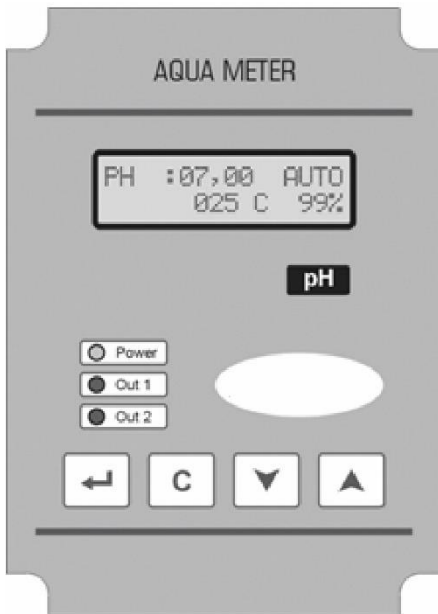 AQUA METER
PH :07,00 AUTO
025 C 99%
pH
Power
Out 1
Out 2
C